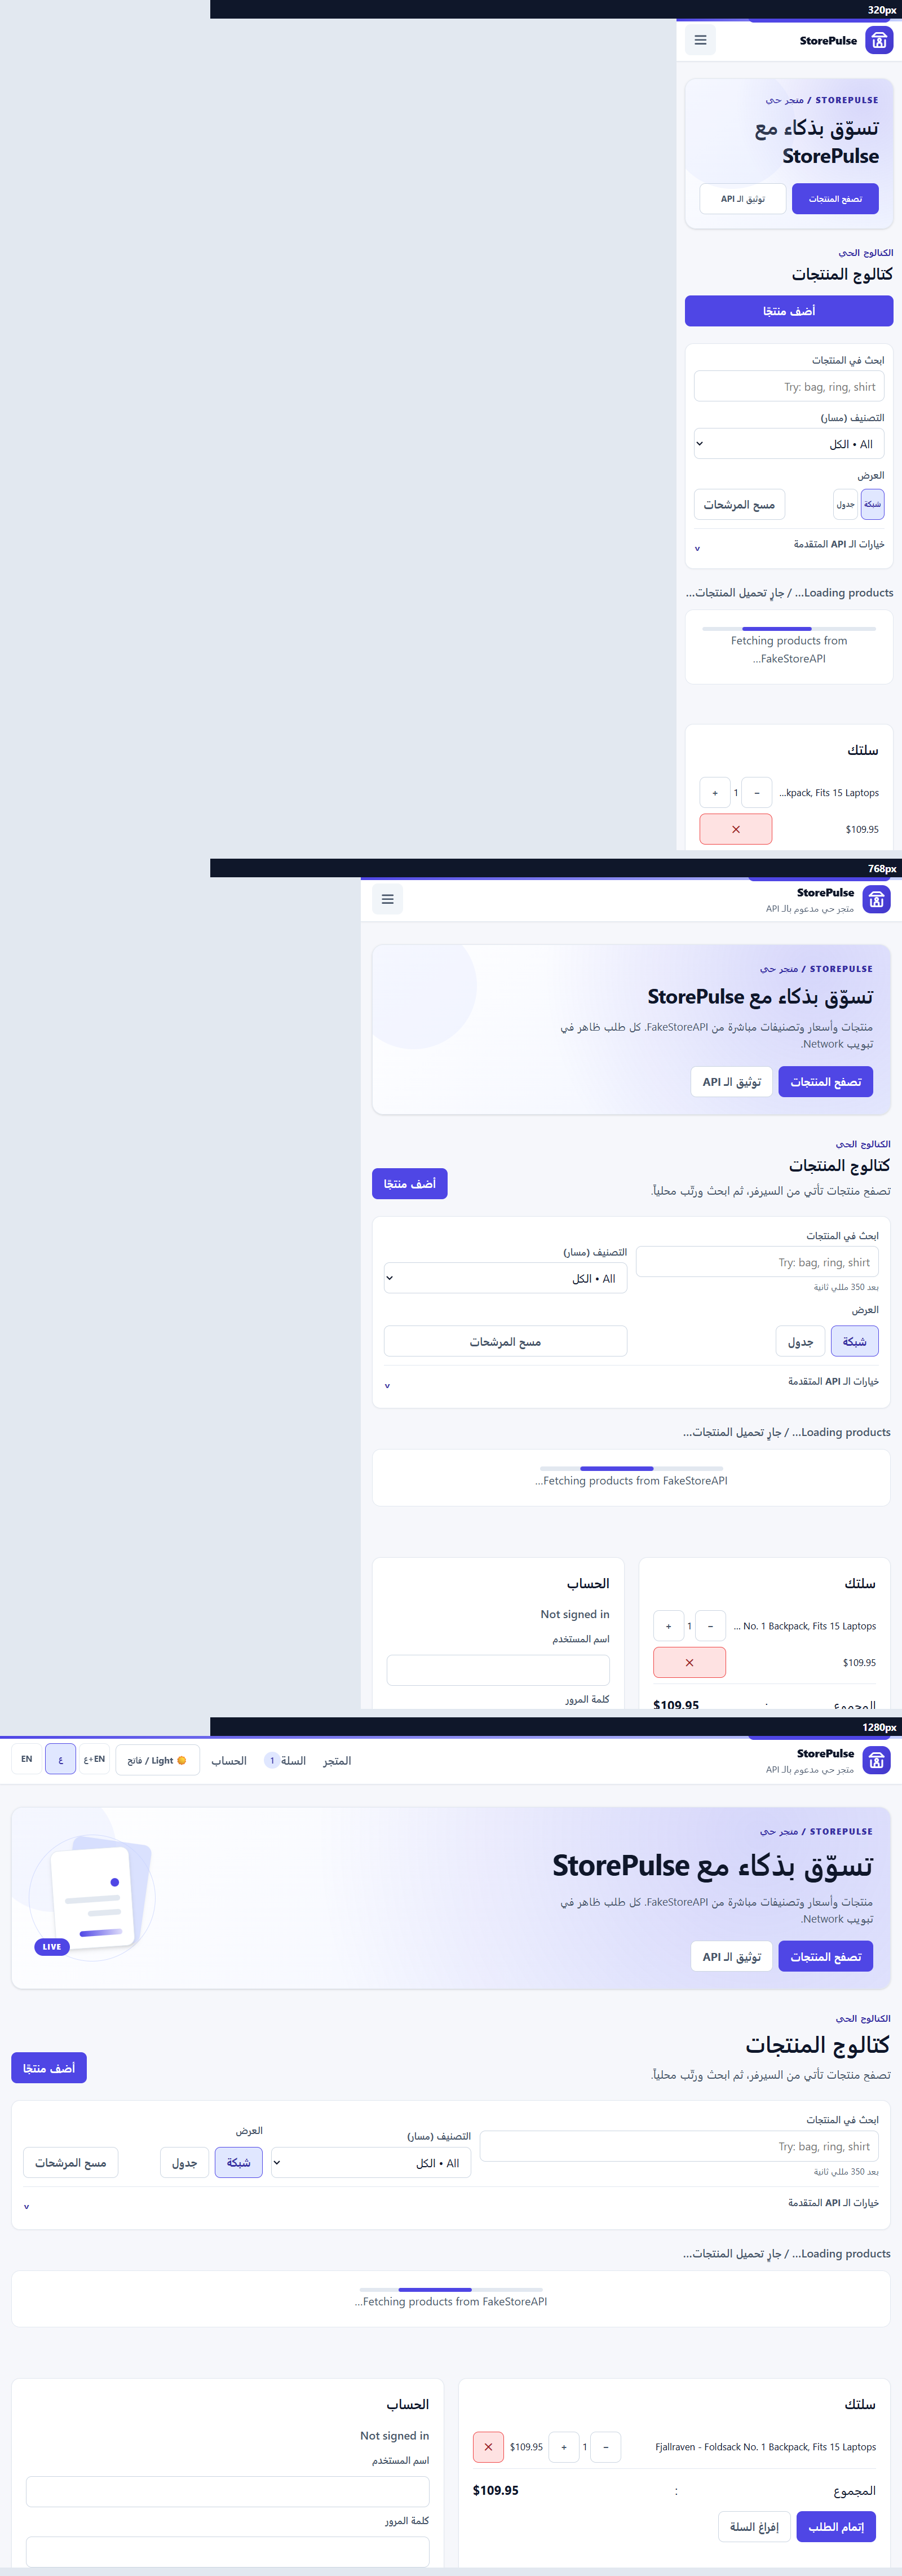 320px
StorePulse
STOREPULSE / متجر حي
تسوّق بذكاء مع
StorePulse
تصفح المنتجات
توثيق الـ API
الكتالوج الحي
كتالوج المنتجات
أضف منتجًا
ابحث في المنتجات
Try: bag, ring, shirt
التصنيف (مسار)
All • الكل
العرض
شبكة
جدول
مسح المرشحات
خيارات الـ API المتقدمة
Loading products... / جارٍ تحميل المنتجات...
Fetching products from
FakeStoreAPI...
سلتك
...kpack, Fits 15 Laptops
−
1
+
$109.95
×
768px
StorePulse
متجر حي مدعوم بالـ API
STOREPULSE / متجر حي
تسوّق بذكاء مع StorePulse
منتجات وأسعار وتصنيفات مباشرة من FakeStoreAPI. كل طلب ظاهر في
تبويب Network.
تصفح المنتجات
توثيق الـ API
الكتالوج الحي
كتالوج المنتجات
تصفح منتجات تأتي من السيرفر، ثم ابحث ورتّب محلياً.
أضف منتجًا
ابحث في المنتجات
Try: bag, ring, shirt
بعد 350 مللي ثانية
التصنيف (مسار)
All • الكل
العرض
شبكة
جدول
مسح المرشحات
خيارات الـ API المتقدمة
Loading products... / جارٍ تحميل المنتجات...
Fetching products from FakeStoreAPI...
سلتك
... No. 1 Backpack, Fits 15 Laptops
−
1
+
$109.95
×
المجموع
:
$109.95
الحساب
Not signed in
اسم المستخدم
كلمة المرور
1280px
StorePulse
متجر حي مدعوم بالـ API
المتجر
السلة 1
الحساب
Light / فاتح
ع+EN
ع
EN
STOREPULSE / متجر حي
تسوّق بذكاء مع StorePulse
منتجات وأسعار وتصنيفات مباشرة من FakeStoreAPI. كل طلب ظاهر في
تبويب Network.
تصفح المنتجات
توثيق الـ API
LIVE
الكتالوج الحي
كتالوج المنتجات
تصفح منتجات تأتي من السيرفر، ثم ابحث ورتّب محلياً.
أضف منتجًا
ابحث في المنتجات
Try: bag, ring, shirt
بعد 350 مللي ثانية
التصنيف (مسار)
All • الكل
العرض
شبكة
جدول
مسح المرشحات
خيارات الـ API المتقدمة
Loading products... / جارٍ تحميل المنتجات...
Fetching products from FakeStoreAPI...
سلتك
Fjallraven - Foldsack No. 1 Backpack, Fits 15 Laptops
−
1
+
$109.95
×
المجموع
:
$109.95
إتمام الطلب
إفراغ السلة
الحساب
Not signed in
اسم المستخدم
كلمة المرور